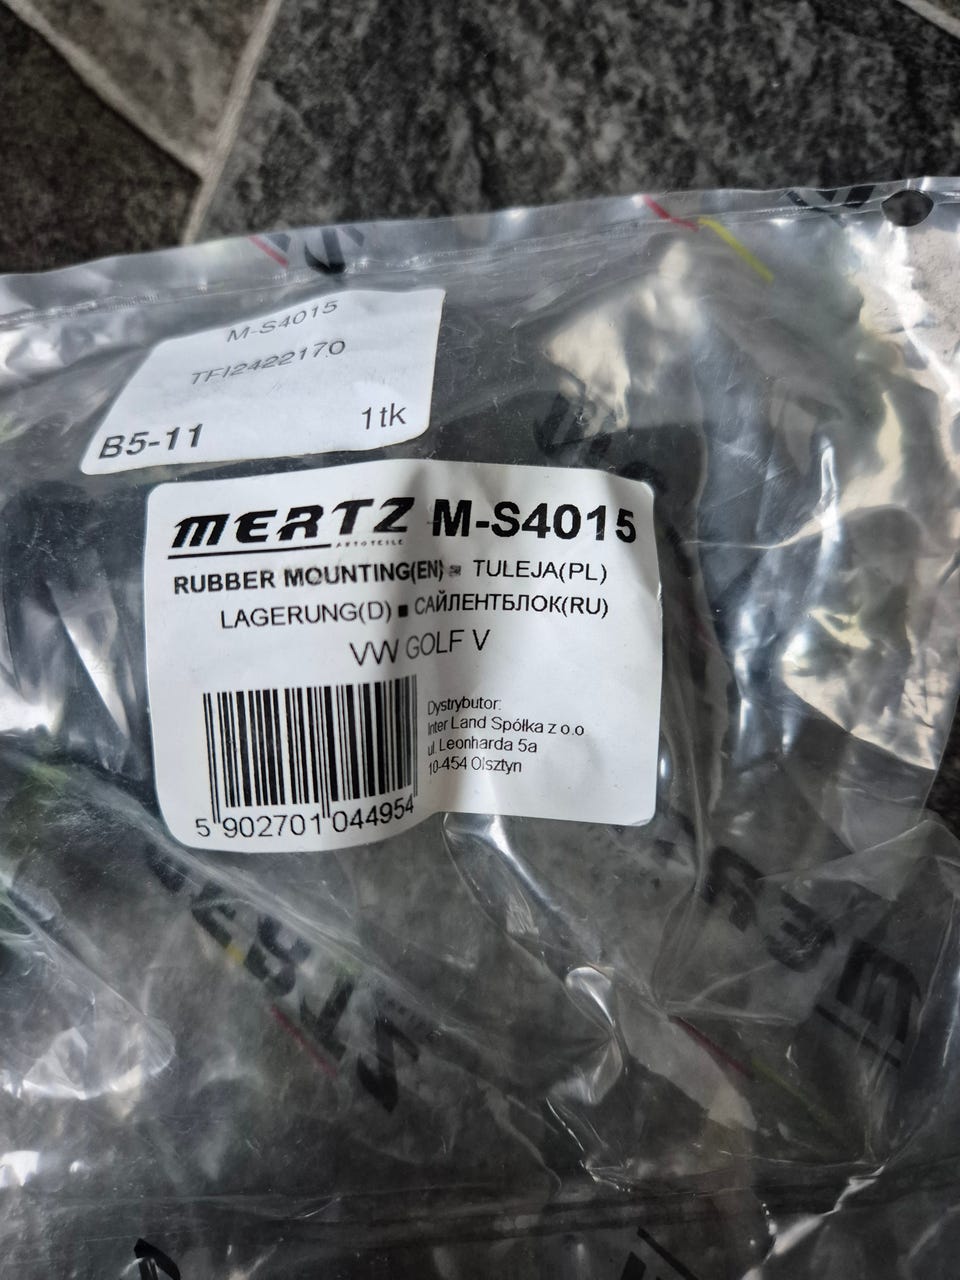 M-S4015
TFI2422170
B5-11 1tk
MERTZ M-S4015
AUTOTEILE
RUBBER MOUNTING(EN) ■ TULEJA(PL)
LAGERUNG(D) ■ САЙЛЕНТБЛОК(RU)
VW GOLF V
Dystrybutor:
Inter Land Spółka z o.o
ul. Leonharda 5a
10-454 Olsztyn
5 902701 044954
MERTZ